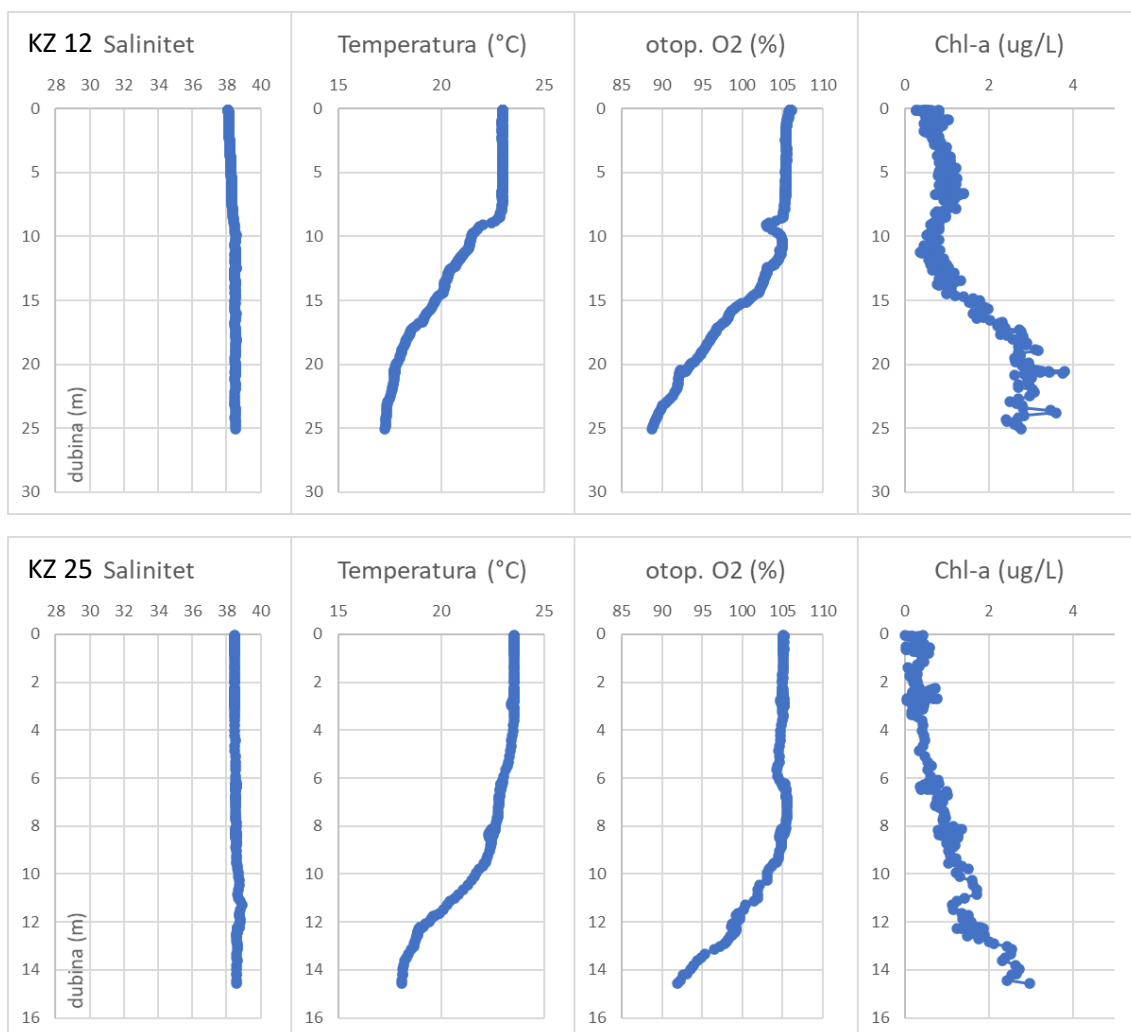 KZ 12 Salinitet
28 30 32 34 36 38 40
0
5
10
15
20
25
30
dubina (m)
Temperatura (°C)
15 20 25
otop. O2 (%)
85 90 95 100 105 110
Chl-a (ug/L)
0 2 4
KZ 25 Salinitet
28 30 32 34 36 38 40
0
2
4
6
8
10
12
14
16
dubina (m)
Temperatura (°C)
15 20 25
otop. O2 (%)
85 90 95 100 105 110
Chl-a (ug/L)
0 2 4